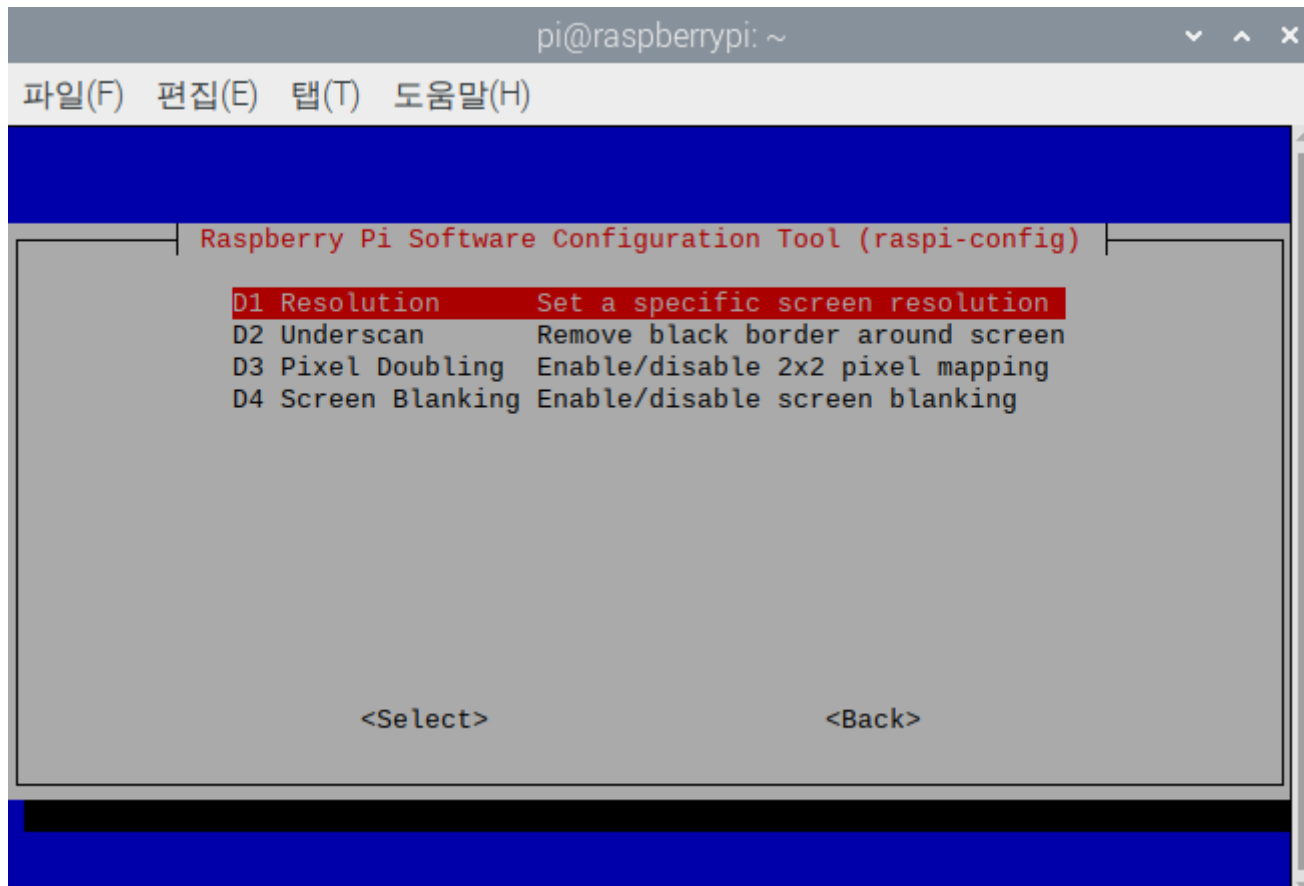 pi@raspberrypi: ~
파일(F) 편집(E) 탭(T) 도움말(H)
Raspberry Pi Software Configuration Tool (raspi-config)
D1 Resolution Set a specific screen resolution
D2 Underscan Remove black border around screen
D3 Pixel Doubling Enable/disable 2x2 pixel mapping
D4 Screen Blanking Enable/disable screen blanking
<Select> <Back>